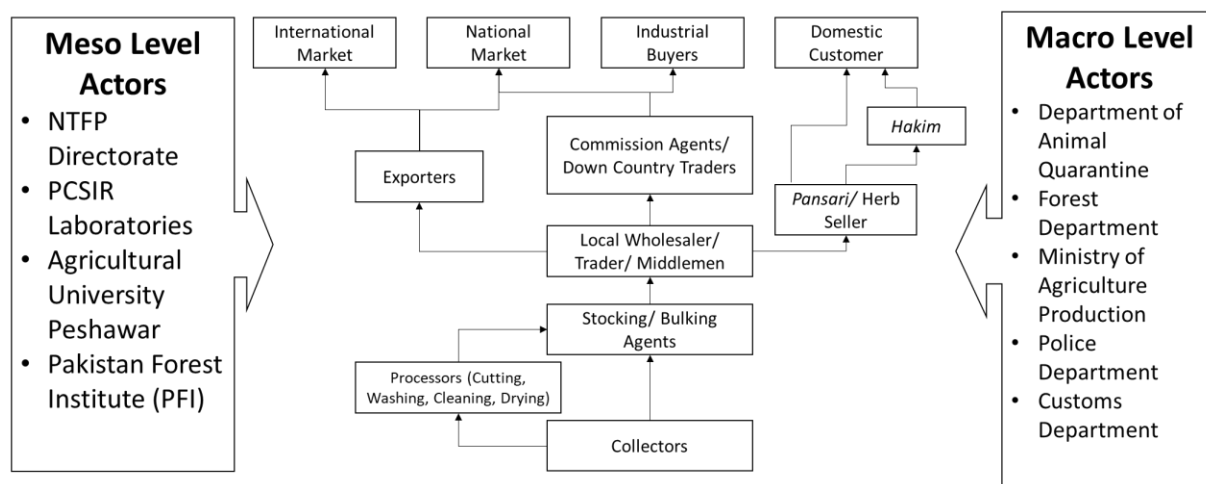 Meso Level
Actors
• NTFP
Directorate
• PCSIR
Laboratories
• Agricultural
University
Peshawar
• Pakistan Forest
Institute (PFI)
International
Market
National
Market
Industrial
Buyers
Domestic
Customer
Hakim
Commission Agents/
Down Country Traders
Exporters
Pansari/ Herb
Seller
Local Wholesaler/
Trader/ Middlemen
Stocking/ Bulking
Agents
Processors (Cutting,
Washing, Cleaning, Drying)
Collectors
Macro Level
Actors
• Department of
Animal
Quarantine
• Forest
Department
• Ministry of
Agriculture
Production
• Police
Department
• Customs
Department